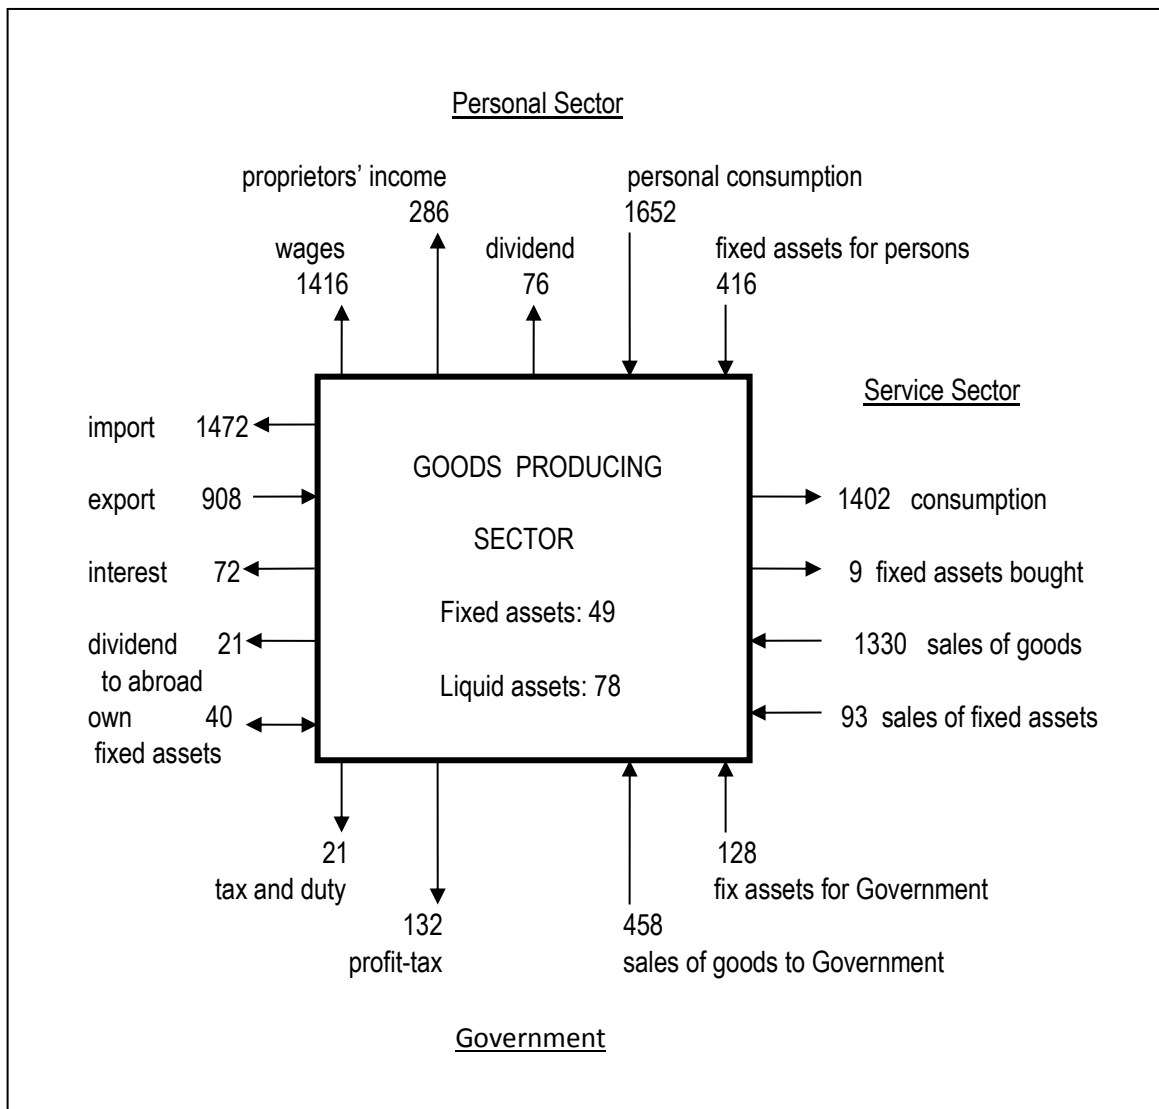 Personal Sector
proprietors' income
286
personal consumption
1652
wages
1416
dividend
76
fixed assets for persons
416
Service Sector
import 1472
GOODS PRODUCING
export 908
1402 consumption
SECTOR
interest 72
9 fixed assets bought
Fixed assets: 49
dividend 21
to abroad
1330 sales of goods
Liquid assets: 78
own 40
fixed assets
93 sales of fixed assets
21
tax and duty
128
fix assets for Government
132
profit-tax
458
sales of goods to Government
Government